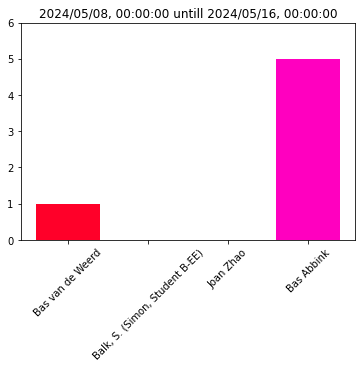 2024/05/08, 00:00:00 untill 2024/05/16, 00:00:00
6
5
4
3
2
1
0
Bas van de Weerd
Balk, S. (Simon, Student B-EE)
Joan Zhao
Bas Abbink